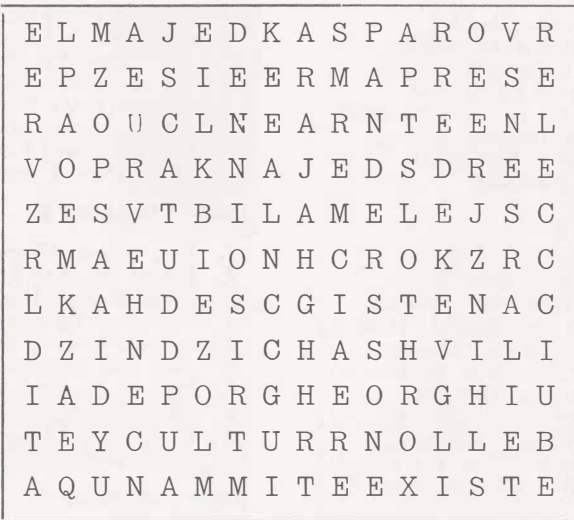 E L M A J E D K A S P A R O V R
E P Z E S I E E R M A P R E S E
R A O U C L N E A R N T E E N L
V O P R A K N A J E D S D R E E
Z E S V T B I L A M E L E J S C
R M A E U I O N H C R O K Z R C
L K A H D E S C G I S T E N A C
D Z I N D Z I C H A S H V I L I
I A D E P O R G H E O R G H I U
T E Y C U L T U R R N O L L E B
A Q U N A M M I T E E X I S T E